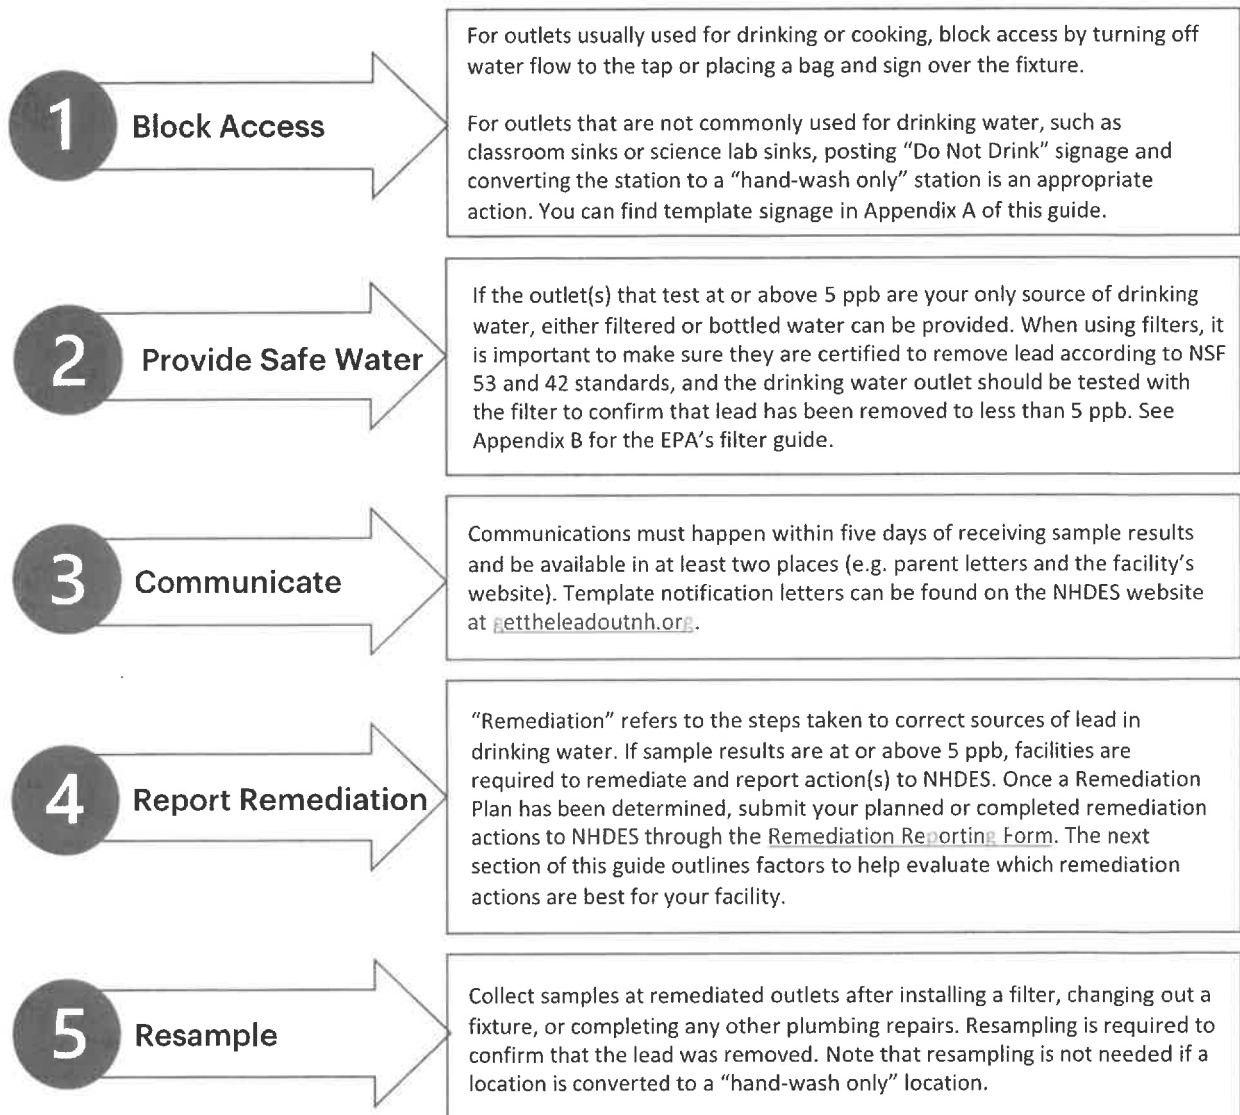 1
Block Access
For outlets usually used for drinking or cooking, block access by turning off
water flow to the tap or placing a bag and sign over the fixture.
For outlets that are not commonly used for drinking water, such as
classroom sinks or science lab sinks, posting “Do Not Drink” signage and
converting the station to a “hand-wash only” station is an appropriate
action. You can find template signage in Appendix A of this guide.
2
Provide Safe Water
If the outlet(s) that test at or above 5 ppb are your only source of drinking
water, either filtered or bottled water can be provided. When using filters, it
is important to make sure they are certified to remove lead according to NSF
53 and 42 standards, and the drinking water outlet should be tested with
the filter to confirm that lead has been removed to less than 5 ppb. See
Appendix B for the EPA’s filter guide.
3
Communicate
Communications must happen within five days of receiving sample results
and be available in at least two places (e.g. parent letters and the facility’s
website). Template notification letters can be found on the NHDES website
at gettheleadoutnh.org.
4
Report Remediation
“Remediation” refers to the steps taken to correct sources of lead in
drinking water. If sample results are at or above 5 ppb, facilities are
required to remediate and report action(s) to NHDES. Once a Remediation
Plan has been determined, submit your planned or completed remediation
actions to NHDES through the Remediation Reporting Form. The next
section of this guide outlines factors to help evaluate which remediation
actions are best for your facility.
5
Resample
Collect samples at remediated outlets after installing a filter, changing out a
fixture, or completing any other plumbing repairs. Resampling is required to
confirm that the lead was removed. Note that resampling is not needed if a
location is converted to a “hand-wash only” location.